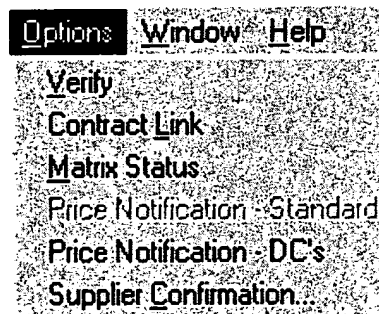 Options Window Help
Verify
Contract Link
Matrix Status
Price Notification - Standard
Price Notification - DC's
Supplier Confirmation...